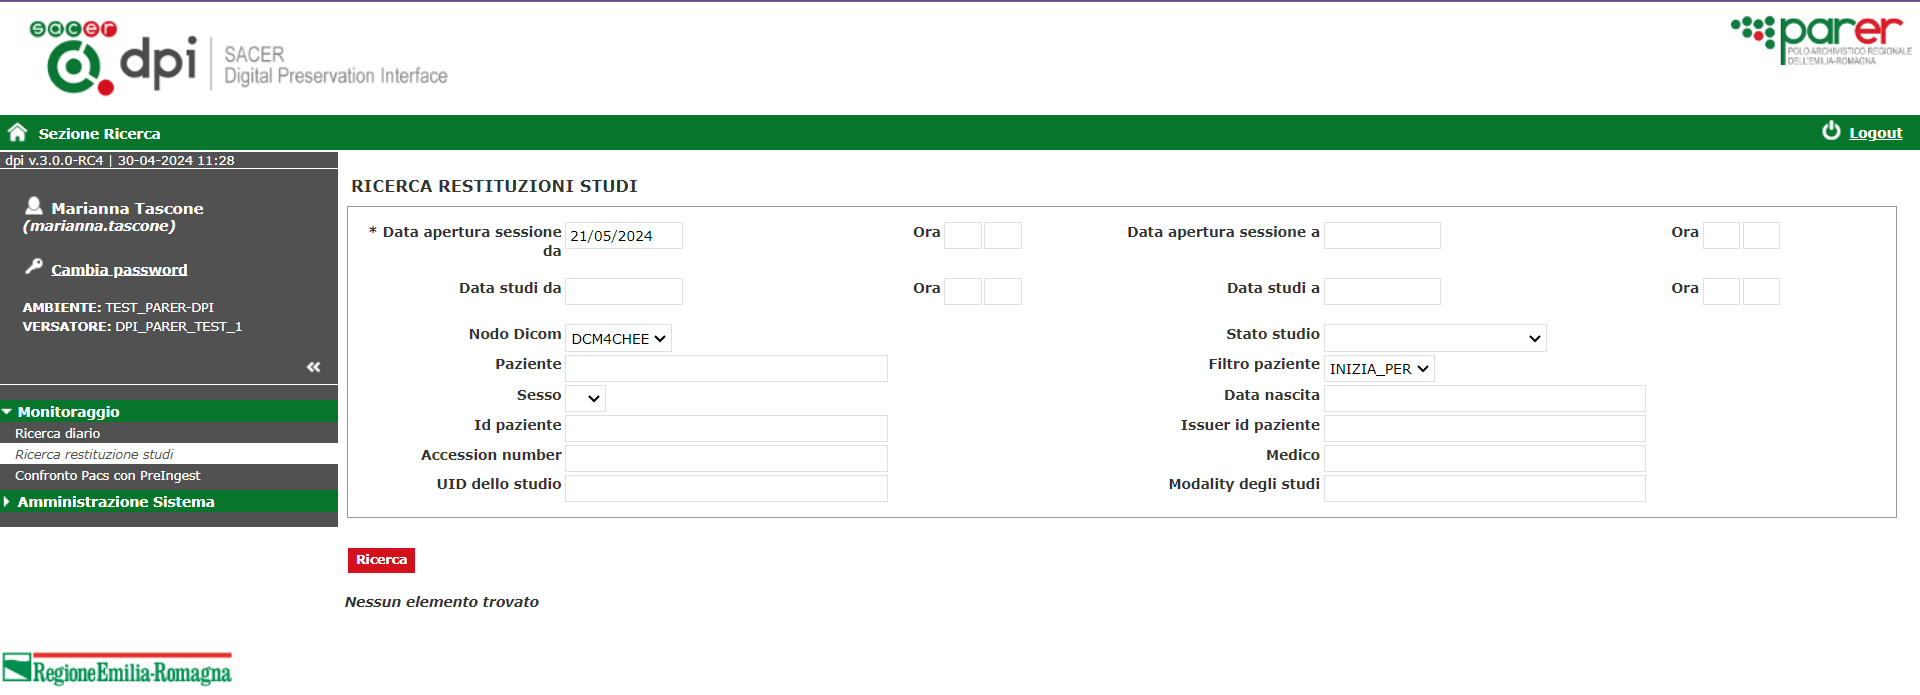 sacer
dpi
SACER
Digital Preservation Interface
parer
POLO ARCHIVISTICO REGIONALE
DELL'EMILIA-ROMAGNA
Sezione Ricerca
Logout
dpi v.3.0.0-RC4 | 30-04-2024 11:28
Marianna Tascone
(marianna.tascone)
Cambia password
AMBIENTE: TEST_PARER-DPI
VERSATORE: DPI_PARER_TEST_1
Monitoraggio
Ricerca diario
Ricerca restituzione studi
Confronto Pacs con PreIngest
Amministrazione Sistema
RICERCA RESTITUZIONI STUDI
* Data apertura sessione da 21/05/2024 Ora Data apertura sessione a Ora
Data studi da Ora Data studi a Ora
Nodo Dicom DCM4CHEE Stato studio
Paziente Filtro paziente INIZIA_PER
Sesso Data nascita
Id paziente Issuer id paziente
Accession number Medico
UID dello studio Modality degli studi
Ricerca
Nessun elemento trovato
RegioneEmilia-Romagna